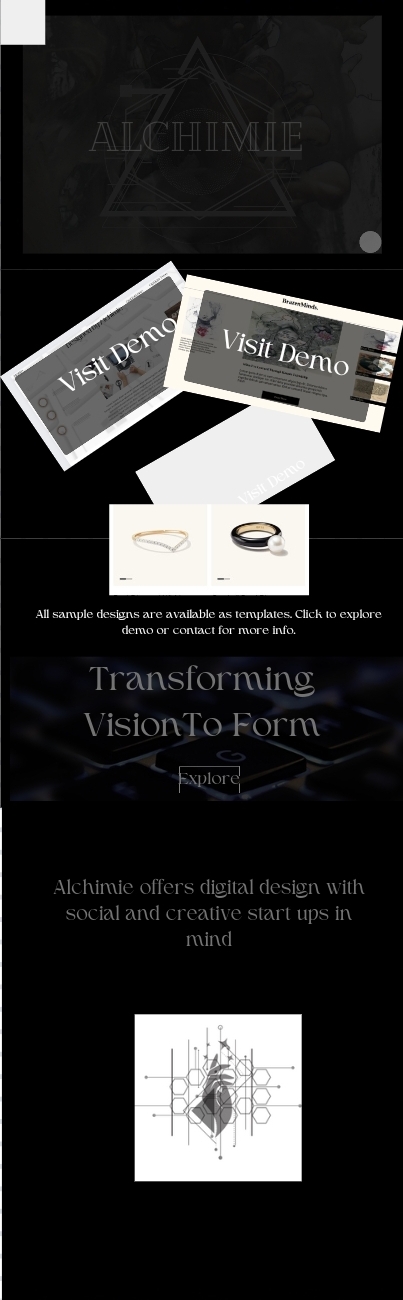 ALCHIMIE
Visit Demo
BrazenMinds.
Visit Demo
Visit Demo
All sample designs are available as templates. Click to explore
demo or contact for more info.
Transforming
VisionTo Form
G
Explore
Alchimie offers digital design with
social and creative start ups in
mind